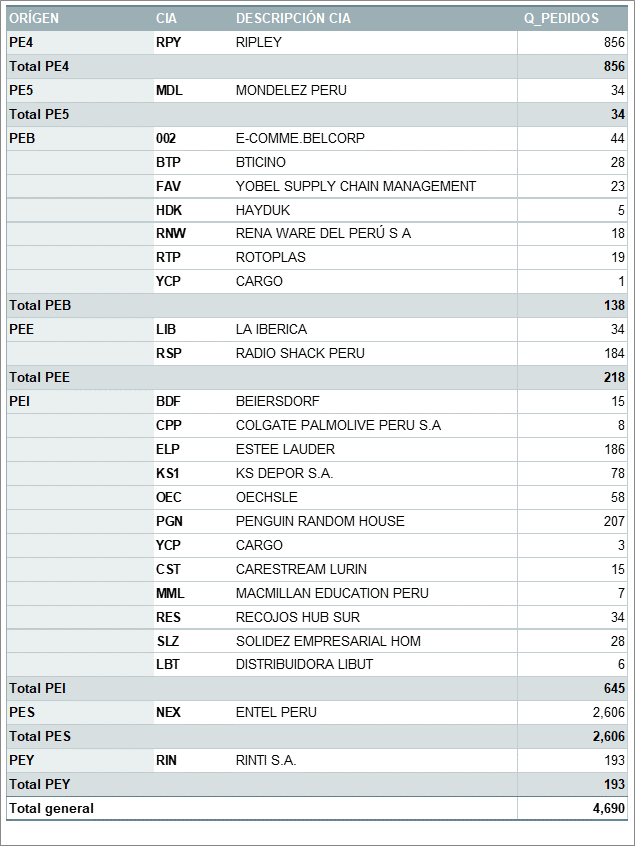 ORÍGEN CIA DESCRIPCIÓN CIA Q_PEDIDOS
PE4 RPY RIPLEY 856
Total PE4 856
PE5 MDL MONDELEZ PERU 34
Total PE5 34
PEB 002 E-COMME.BELCORP 44
BTP BTICINO 28
FAV YOBEL SUPPLY CHAIN MANAGEMENT 23
HDK HAYDUK 5
RNW RENA WARE DEL PERÚ S A 18
RTP ROTOPLAS 19
YCP CARGO 1
Total PEB 138
PEE LIB LA IBERICA 34
RSP RADIO SHACK PERU 184
Total PEE 218
PEI BDF BEIERSDORF 15
CPP COLGATE PALMOLIVE PERU S.A 8
ELP ESTEE LAUDER 186
KS1 KS DEPOR S.A. 78
OEC OECHSLE 58
PGN PENGUIN RANDOM HOUSE 207
YCP CARGO 3
CST CARESTREAM LURIN 15
MML MACMILLAN EDUCATION PERU 7
RES RECOJOS HUB SUR 34
SLZ SOLIDEZ EMPRESARIAL HOM 28
LBT DISTRIBUIDORA LIBUT 6
Total PEI 645
PES NEX ENTEL PERU 2,606
Total PES 2,606
PEY RIN RINTI S.A. 193
Total PEY 193
Total general 4,690